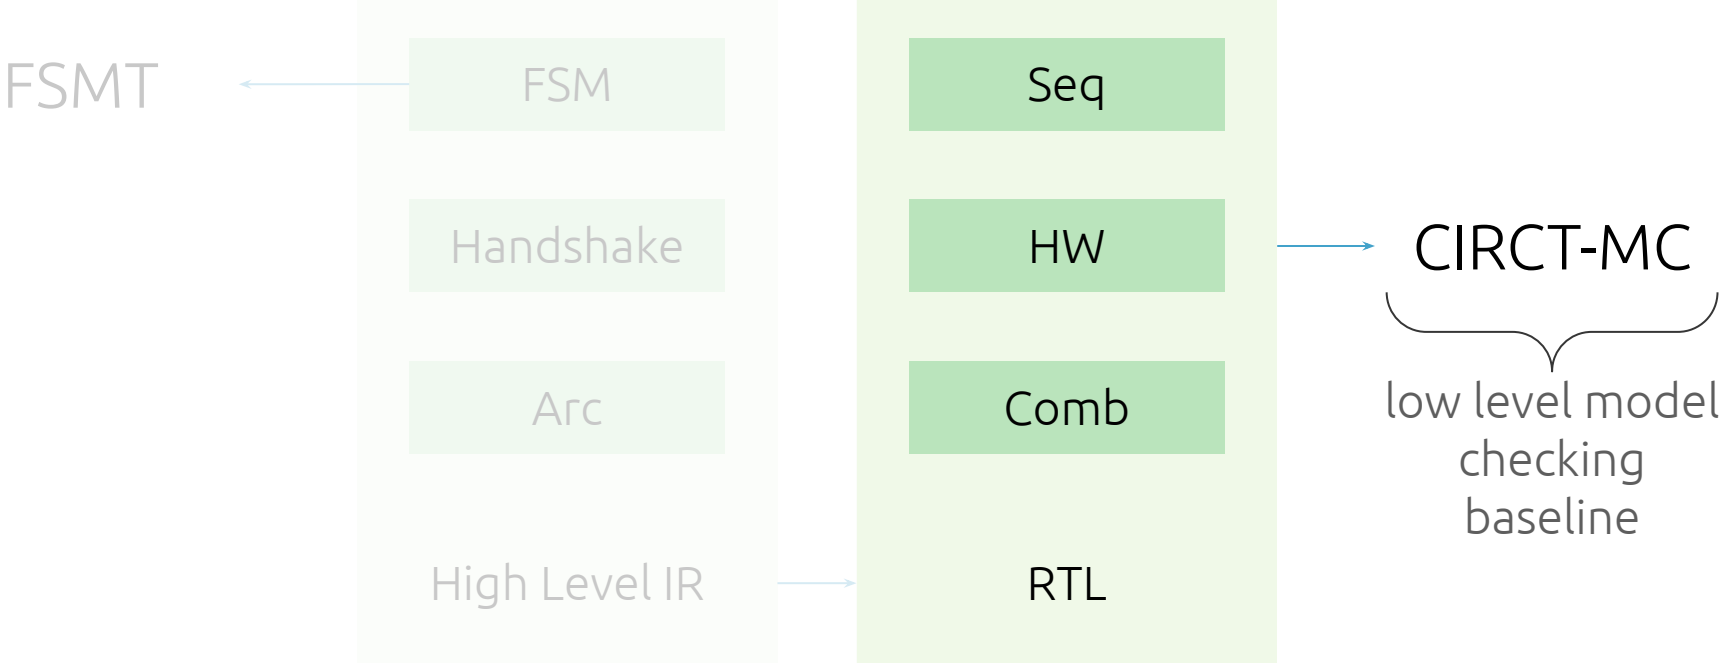 FSMT
FSM
Handshake
Arc
High Level IR
Seq
HW
Comb
RTL
CIRCT-MC
low level model
checking
baseline